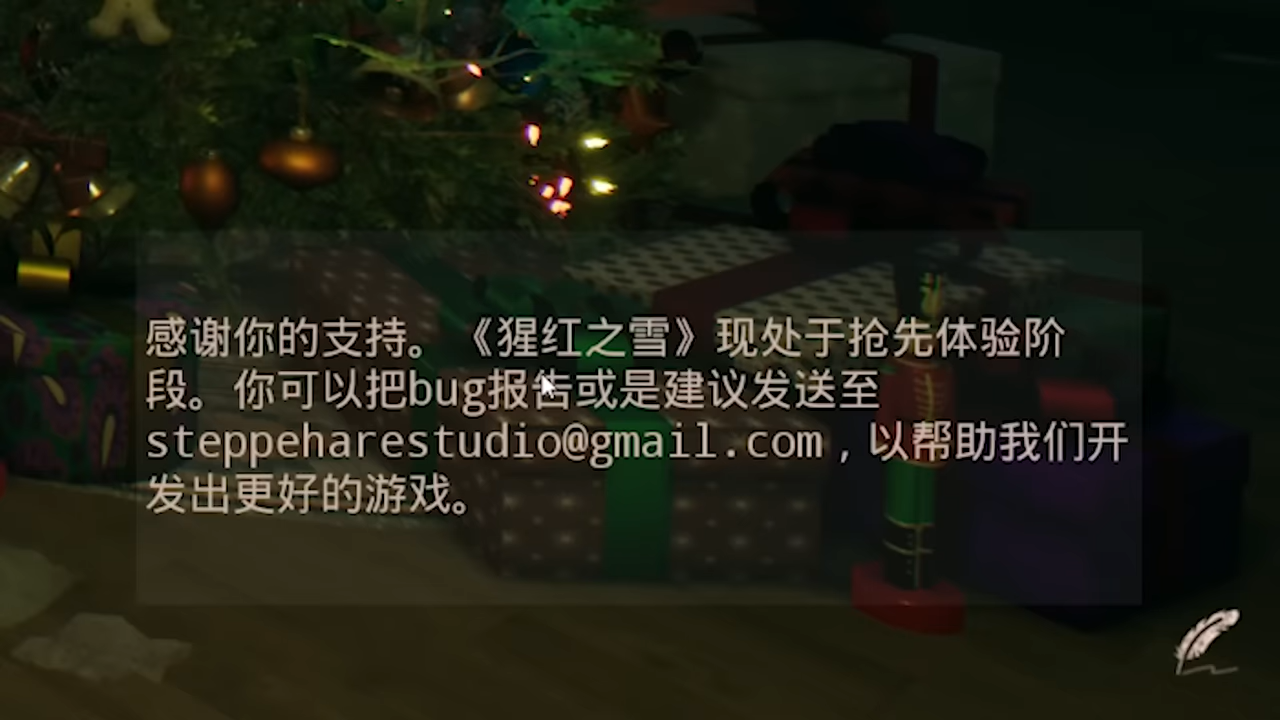 感谢你的支持。《猩红之雪》现处于抢先体验阶
段。你可以把bug报告或是建议发送至
steppeharestudio@gmail.com，以帮助我们开
发出更好的游戏。